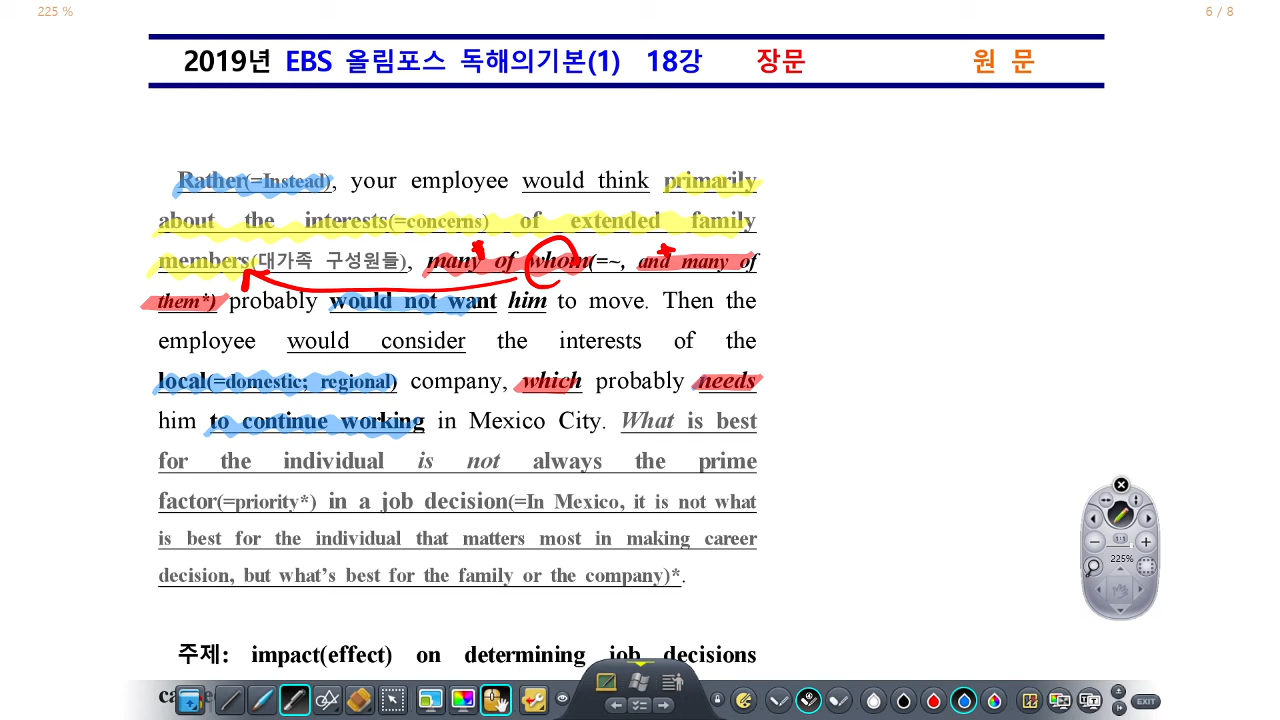 225 %
6 / 8
2019년 EBS 올림포스 독해의기본(1) 18강 장문 원 문
Rather(=Instead), your employee would think primarily
about the interests(=concerns) of extended family
members(대가족 구성원들), many of whom(=~, and many of
them*) probably would not want him to move. Then the
employee would consider the interests of the
local(=domestic; regional) company, which probably needs
him to continue working in Mexico City. What is best
for the individual is not always the prime
factor(=priority*) in a job decision(=In Mexico, it is not what
is best for the individual that matters most in making career
decision, but what's best for the family or the company)*.
주제: impact(effect) on determining job decisions
1:1
225%
EXIT